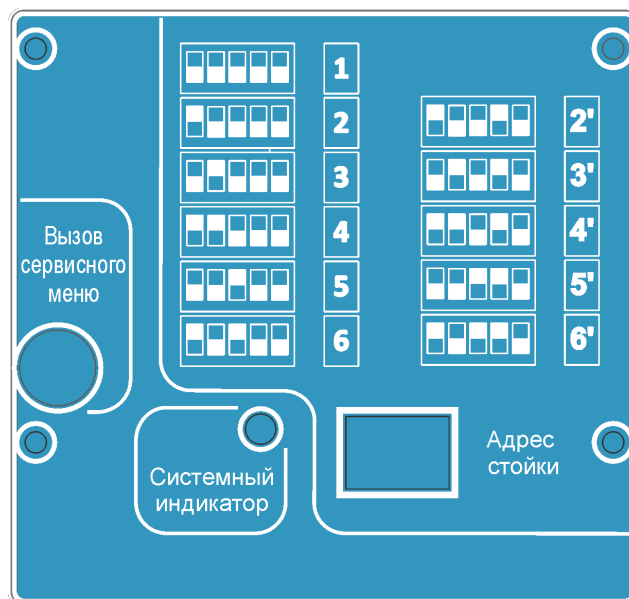 1
2 2'
3 3'
4 4'
5 5'
6 6'
Вызов
сервисного
меню
Системный
индикатор
Адрес
стойки